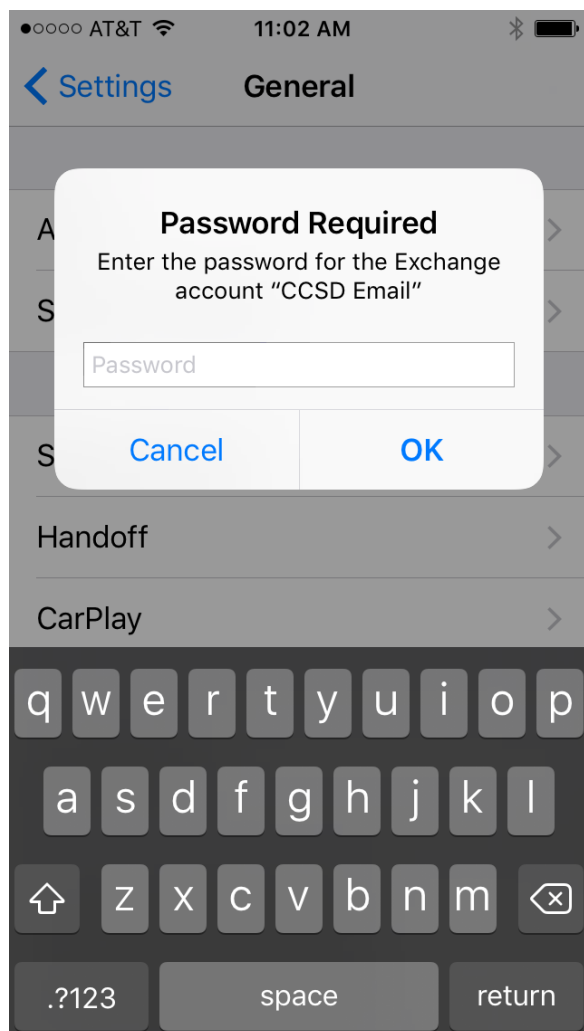 AT&T 11:02 AM
Settings General
A
Password Required
Enter the password for the Exchange
account “CCSD Email”
S
Password
S
Cancel OK
Handoff
CarPlay
q w e r t y u i o p
a s d f g h j k l
z x c v b n m
.?123 space return